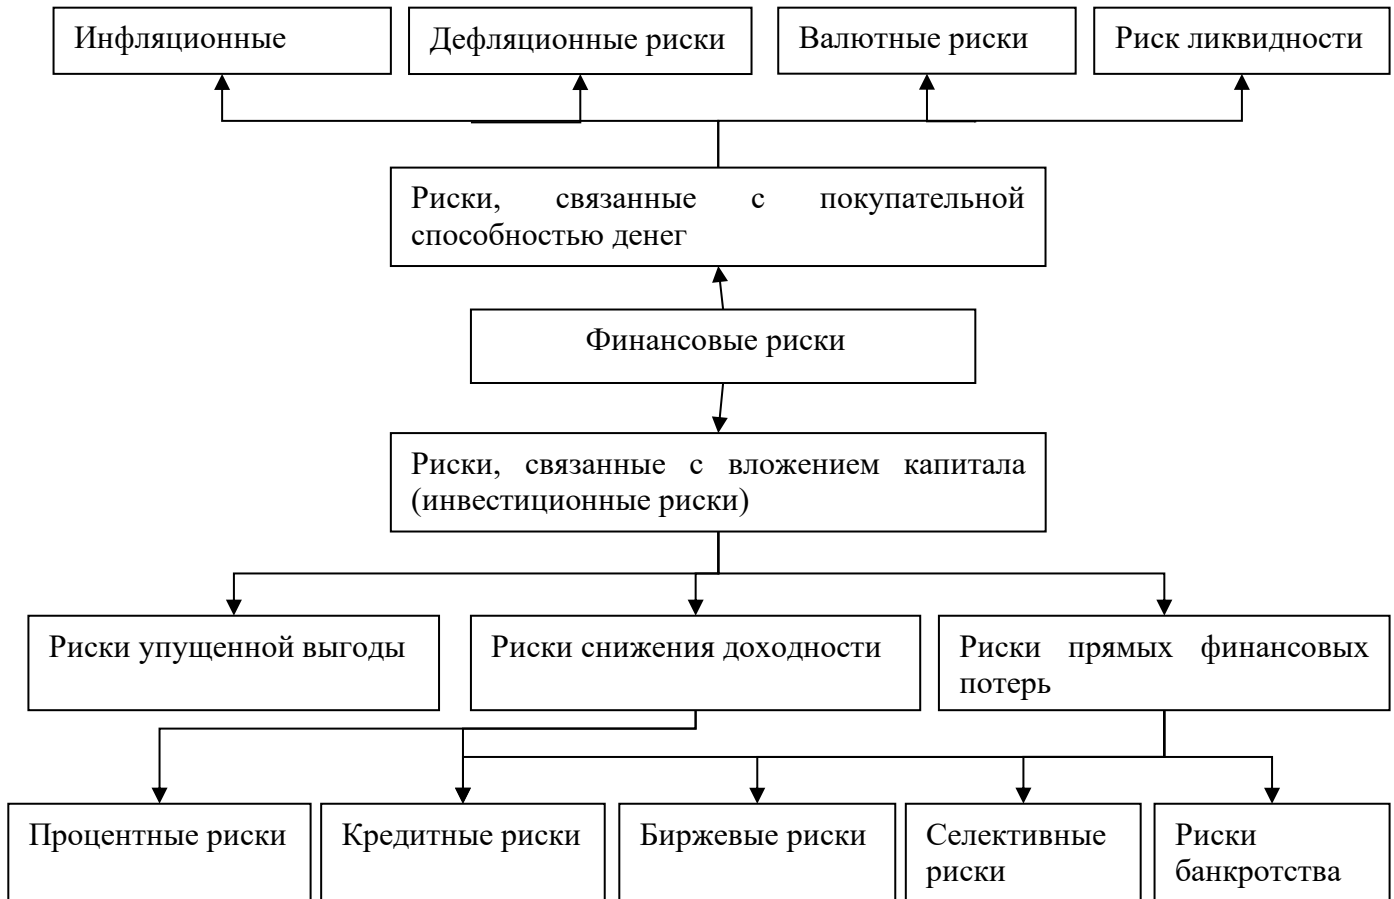 Инфляционные
Дефляционные риски
Валютные риски
Риск ликвидности
Риски, связанные с покупательной
способностью денег
Финансовые риски
Риски, связанные с вложением капитала
(инвестиционные риски)
Риски упущенной выгоды
Риски снижения доходности
Риски прямых финансовых
потерь
Процентные риски
Кредитные риски
Биржевые риски
Селективные
риски
Риски
банкротства